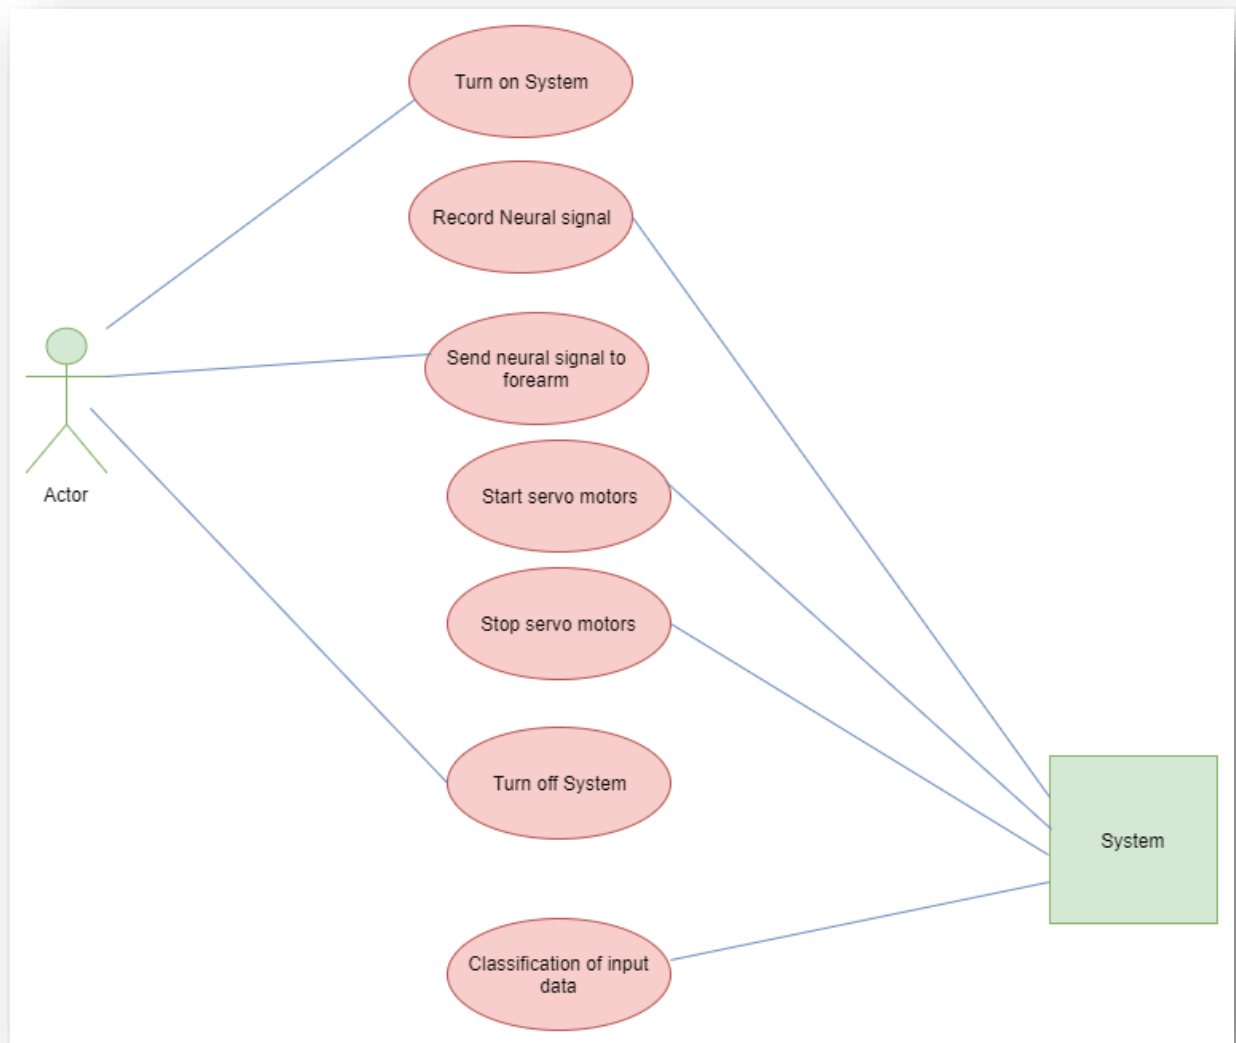 Turn on System
Record Neural signal
Send neural signal to
forearm
Actor
Start servo motors
Stop servo motors
Turn off System
System
Classification of input
data